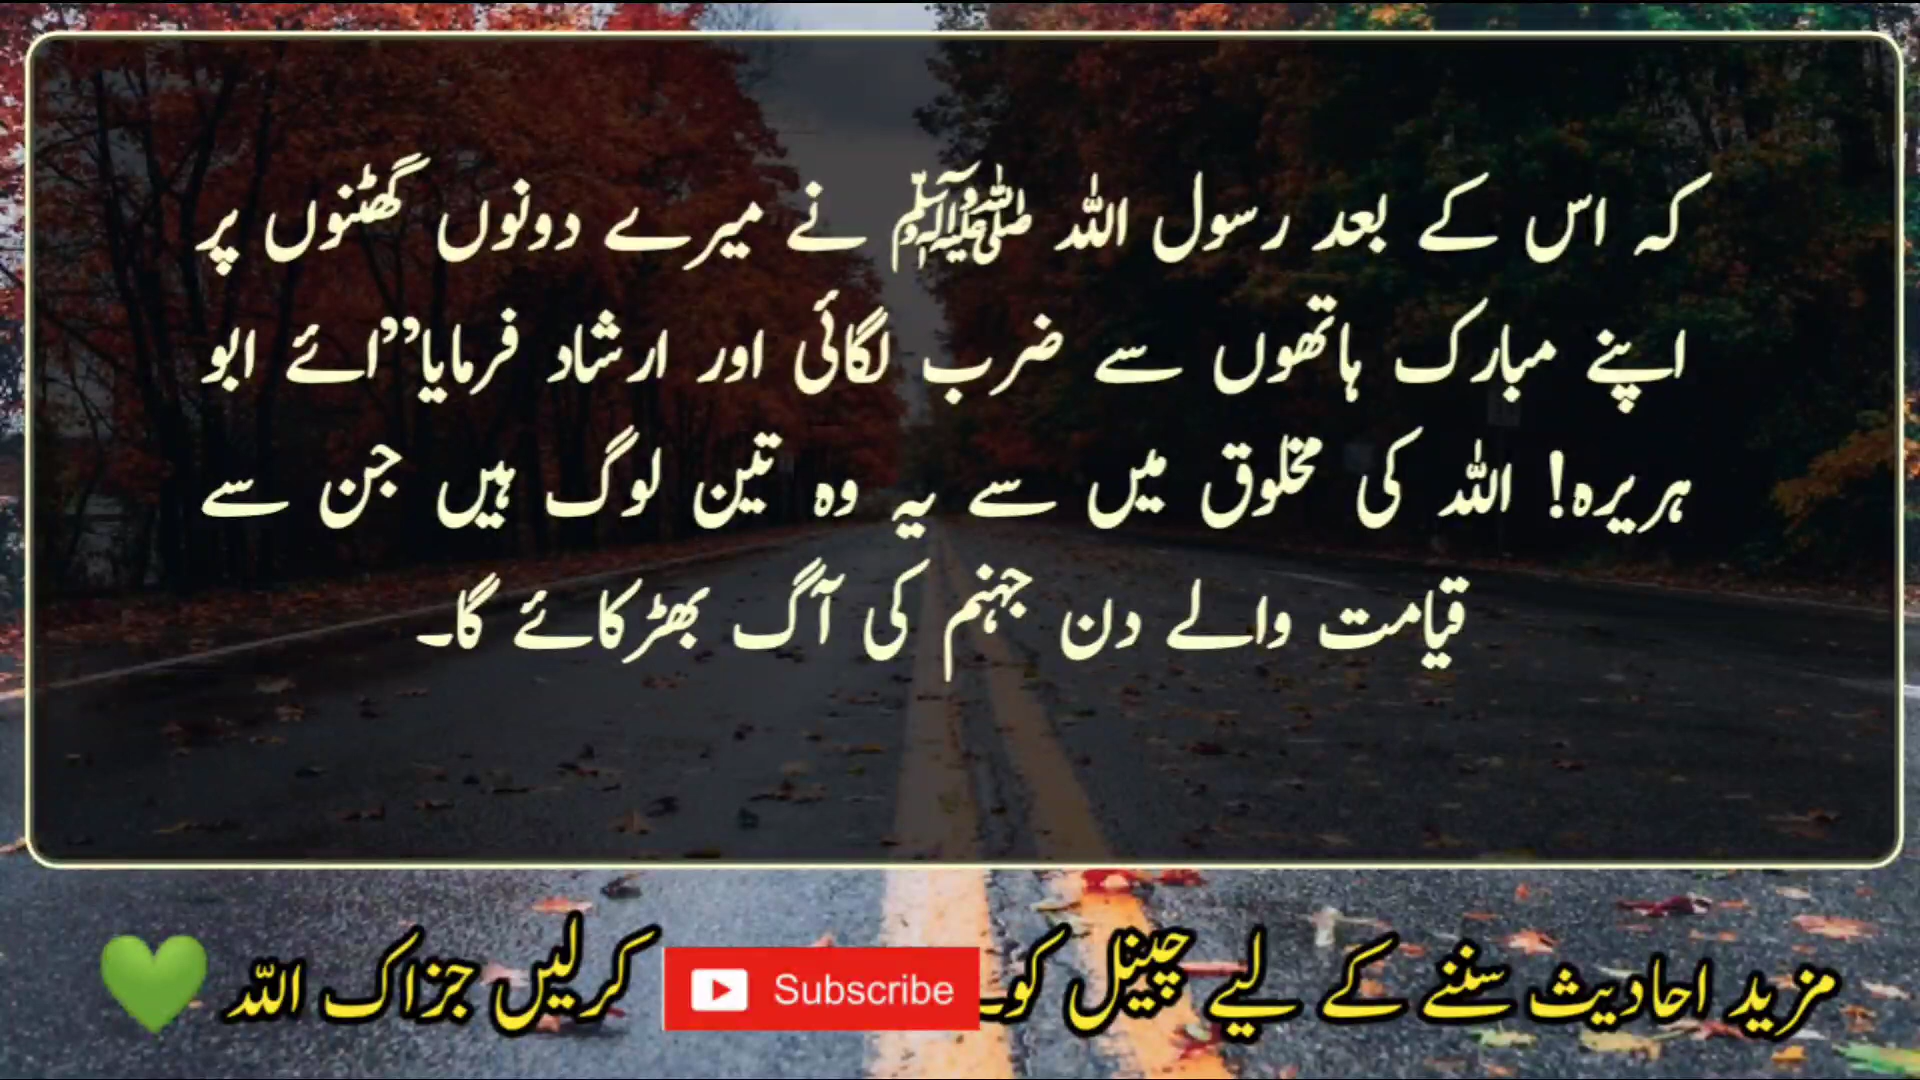 کہ اس کے بعد رسول اللہ ﷺ نے میرے دونوں گھٹنوں پر
اپنے مبارک ہاتھوں سے ضرب لگائی اور ارشاد فرمایا’’ائے ابو
ہریرہ! اللہ کی مخلوق میں سے یہ وہ تین لوگ ہیں جن سے
قیامت والے دن جہنم کی آگ بھڑکائے گا۔
مزید احادیث سننے کے لیے چینل کو Subscribe کرلیں جزاک اللہ